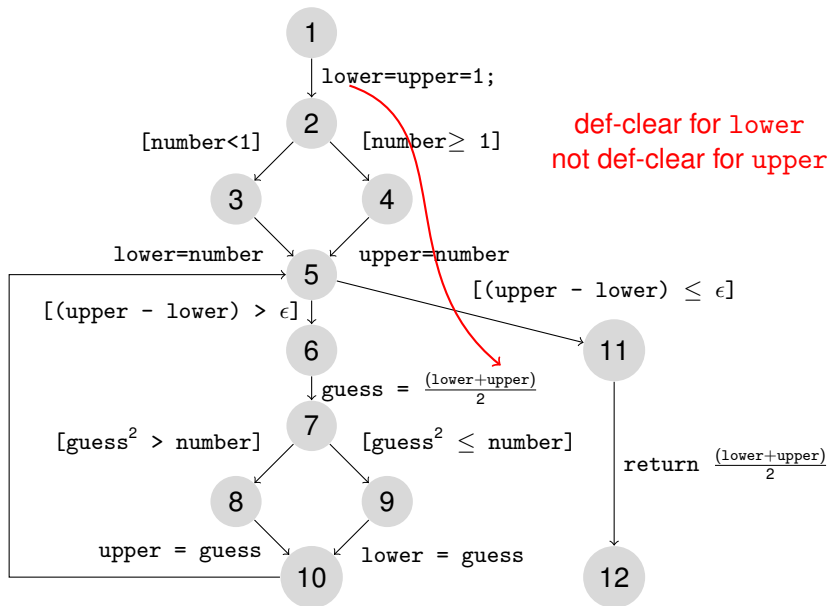 1
lower=upper=1;
2
def-clear for lower
not def-clear for upper
[number<1]
[number≥ 1]
3
4
lower=number
upper=number
5
[(upper - lower) > ϵ]
[(upper - lower) ≤ ϵ]
6
11
guess = (lower+upper)/2
7
[guess² > number]
[guess² ≤ number]
return (lower+upper)/2
8
9
upper = guess
lower = guess
10
12